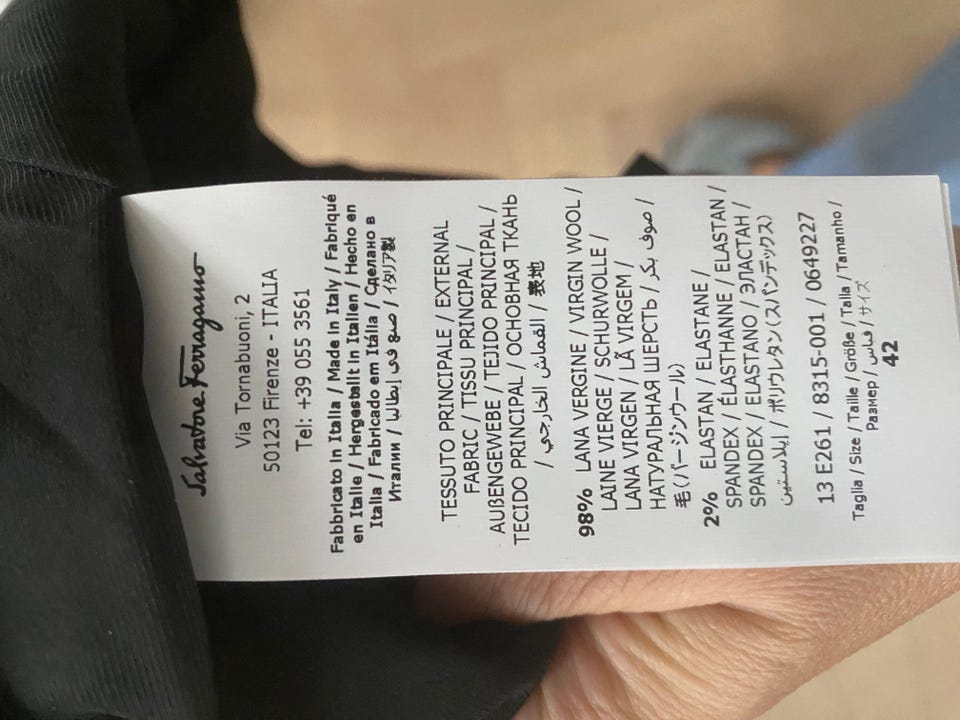 Salvatore Ferragamo
Via Tornabuoni, 2
50123 Firenze - ITALIA
Tel: +39 055 3561
Fabbricato in Italia / Made in Italy / Fabriqué
en Italie / Hergestellt in Italien / Hecho en
Italia / Fabricado em Itália / Сделано в
Италии / صنع في إيطاليا / イタリア製
TESSUTO PRINCIPALE / EXTERNAL
FABRIC / TISSU PRINCIPAL /
AUßENGEWEBE / TEJIDO PRINCIPAL /
TECIDO PRINCIPAL / ОСНОВНАЯ ТКАНЬ
/ القماش الخارجي / 表地
98% LANA VERGINE / VIRGIN WOOL /
LAINE VIERGE / SCHURWOLLE /
LANA VIRGEN / LÃ VIRGEM /
НАТУРАЛЬНАЯ ШЕРСТЬ / صوف بكر /
毛(バージンウール)
2% ELASTAN / ELASTANE /
SPANDEX / ÉLASTHANNE / ELASTAN /
SPANDEX / ELASTANO / ЭЛАСТАН /
إيلاستين / ポリウレタン(スパンデックス)
13 E261 / 8315-001 / 0649227
Taglia / Size / Taille / Größe / Talla / Tamanho /
Размер / قاس / サイズ
42